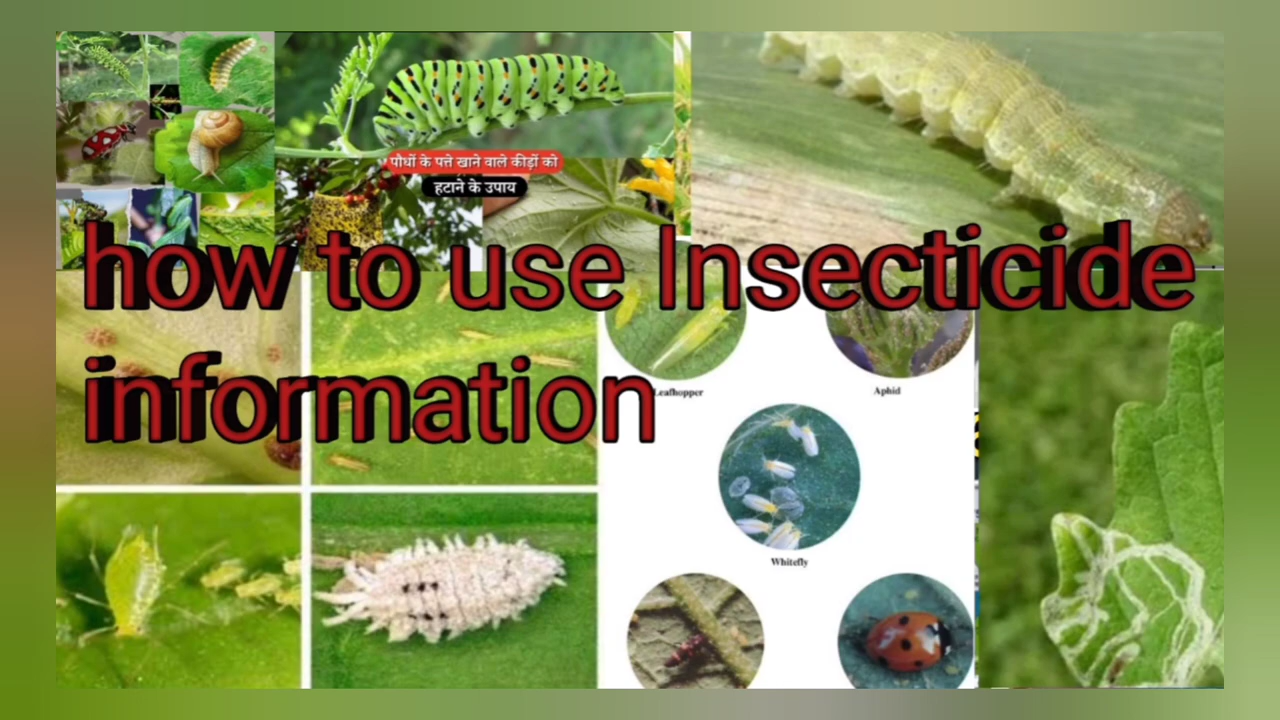 पौधों के पत्ते खाने वाले कीड़ों को
हटाने के उपाय
how to use Insecticide
information
Leafhopper
Aphid
Whitefly